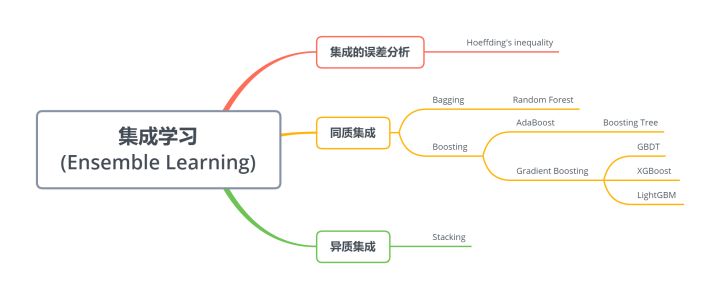 集成学习
(Ensemble Learning)
集成的误差分析
Hoeffding's inequality
同质集成
Bagging
Random Forest
Boosting
AdaBoost
Boosting Tree
Gradient Boosting
GBDT
XGBoost
LightGBM
异质集成
Stacking